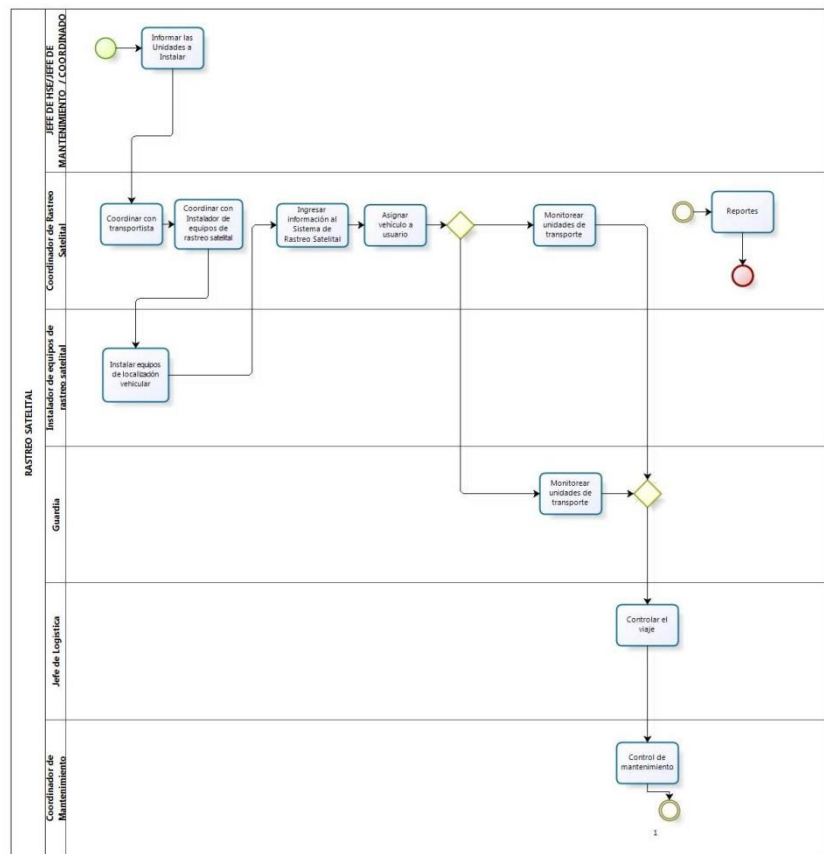 RASTREO SATELITAL
JEFE DE HSE/JEFE DE
MANTENIMIENTO / COORDINADO
Informar las
Unidades a
Instalar
Coordinador de Rastreo
Satelital
Coordinar con
transportista
Coordinar con
Instalador de
equipos de
rastreo satelital
Ingresar
información al
Sistema de
Rastreo Satelital
Asignar
vehículo a
usuario
Monitorear
unidades de
transporte
Reportes
Instalador de equipos de
rastreo satelital
Instalar equipos
de localización
vehicular
Guardia
Monitorear
unidades de
transporte
Jefe de Logística
Controlar el
viaje
Coordinador de
Mantenimiento
Control de
mantenimiento
1